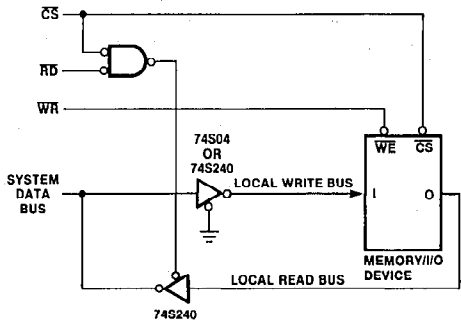 CS
RD
WR
74S04
OR
74S240
SYSTEM
DATA
BUS
LOCAL WRITE BUS
WE
CS
I
O
MEMORY/I/O
DEVICE
LOCAL READ BUS
74S240